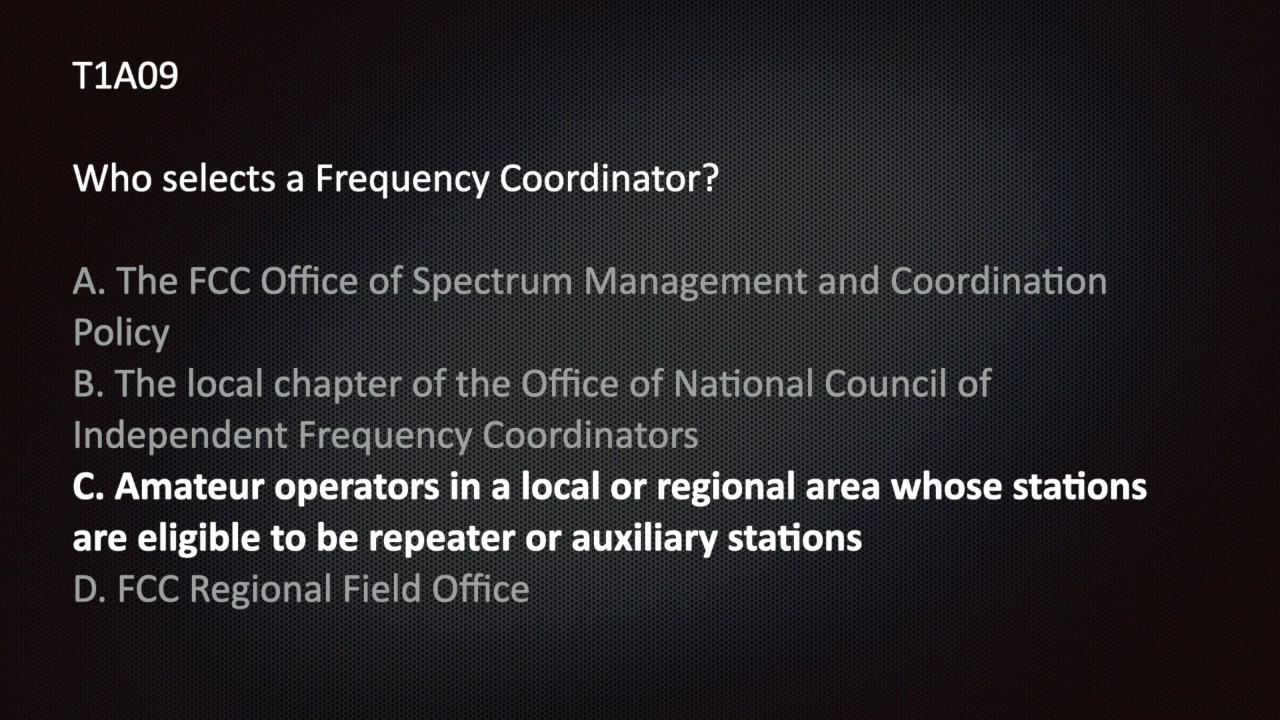 T1A09
Who selects a Frequency Coordinator?
A. The FCC Office of Spectrum Management and Coordination
Policy
B. The local chapter of the Office of National Council of
Independent Frequency Coordinators
C. Amateur operators in a local or regional area whose stations
are eligible to be repeater or auxiliary stations
D. FCC Regional Field Office